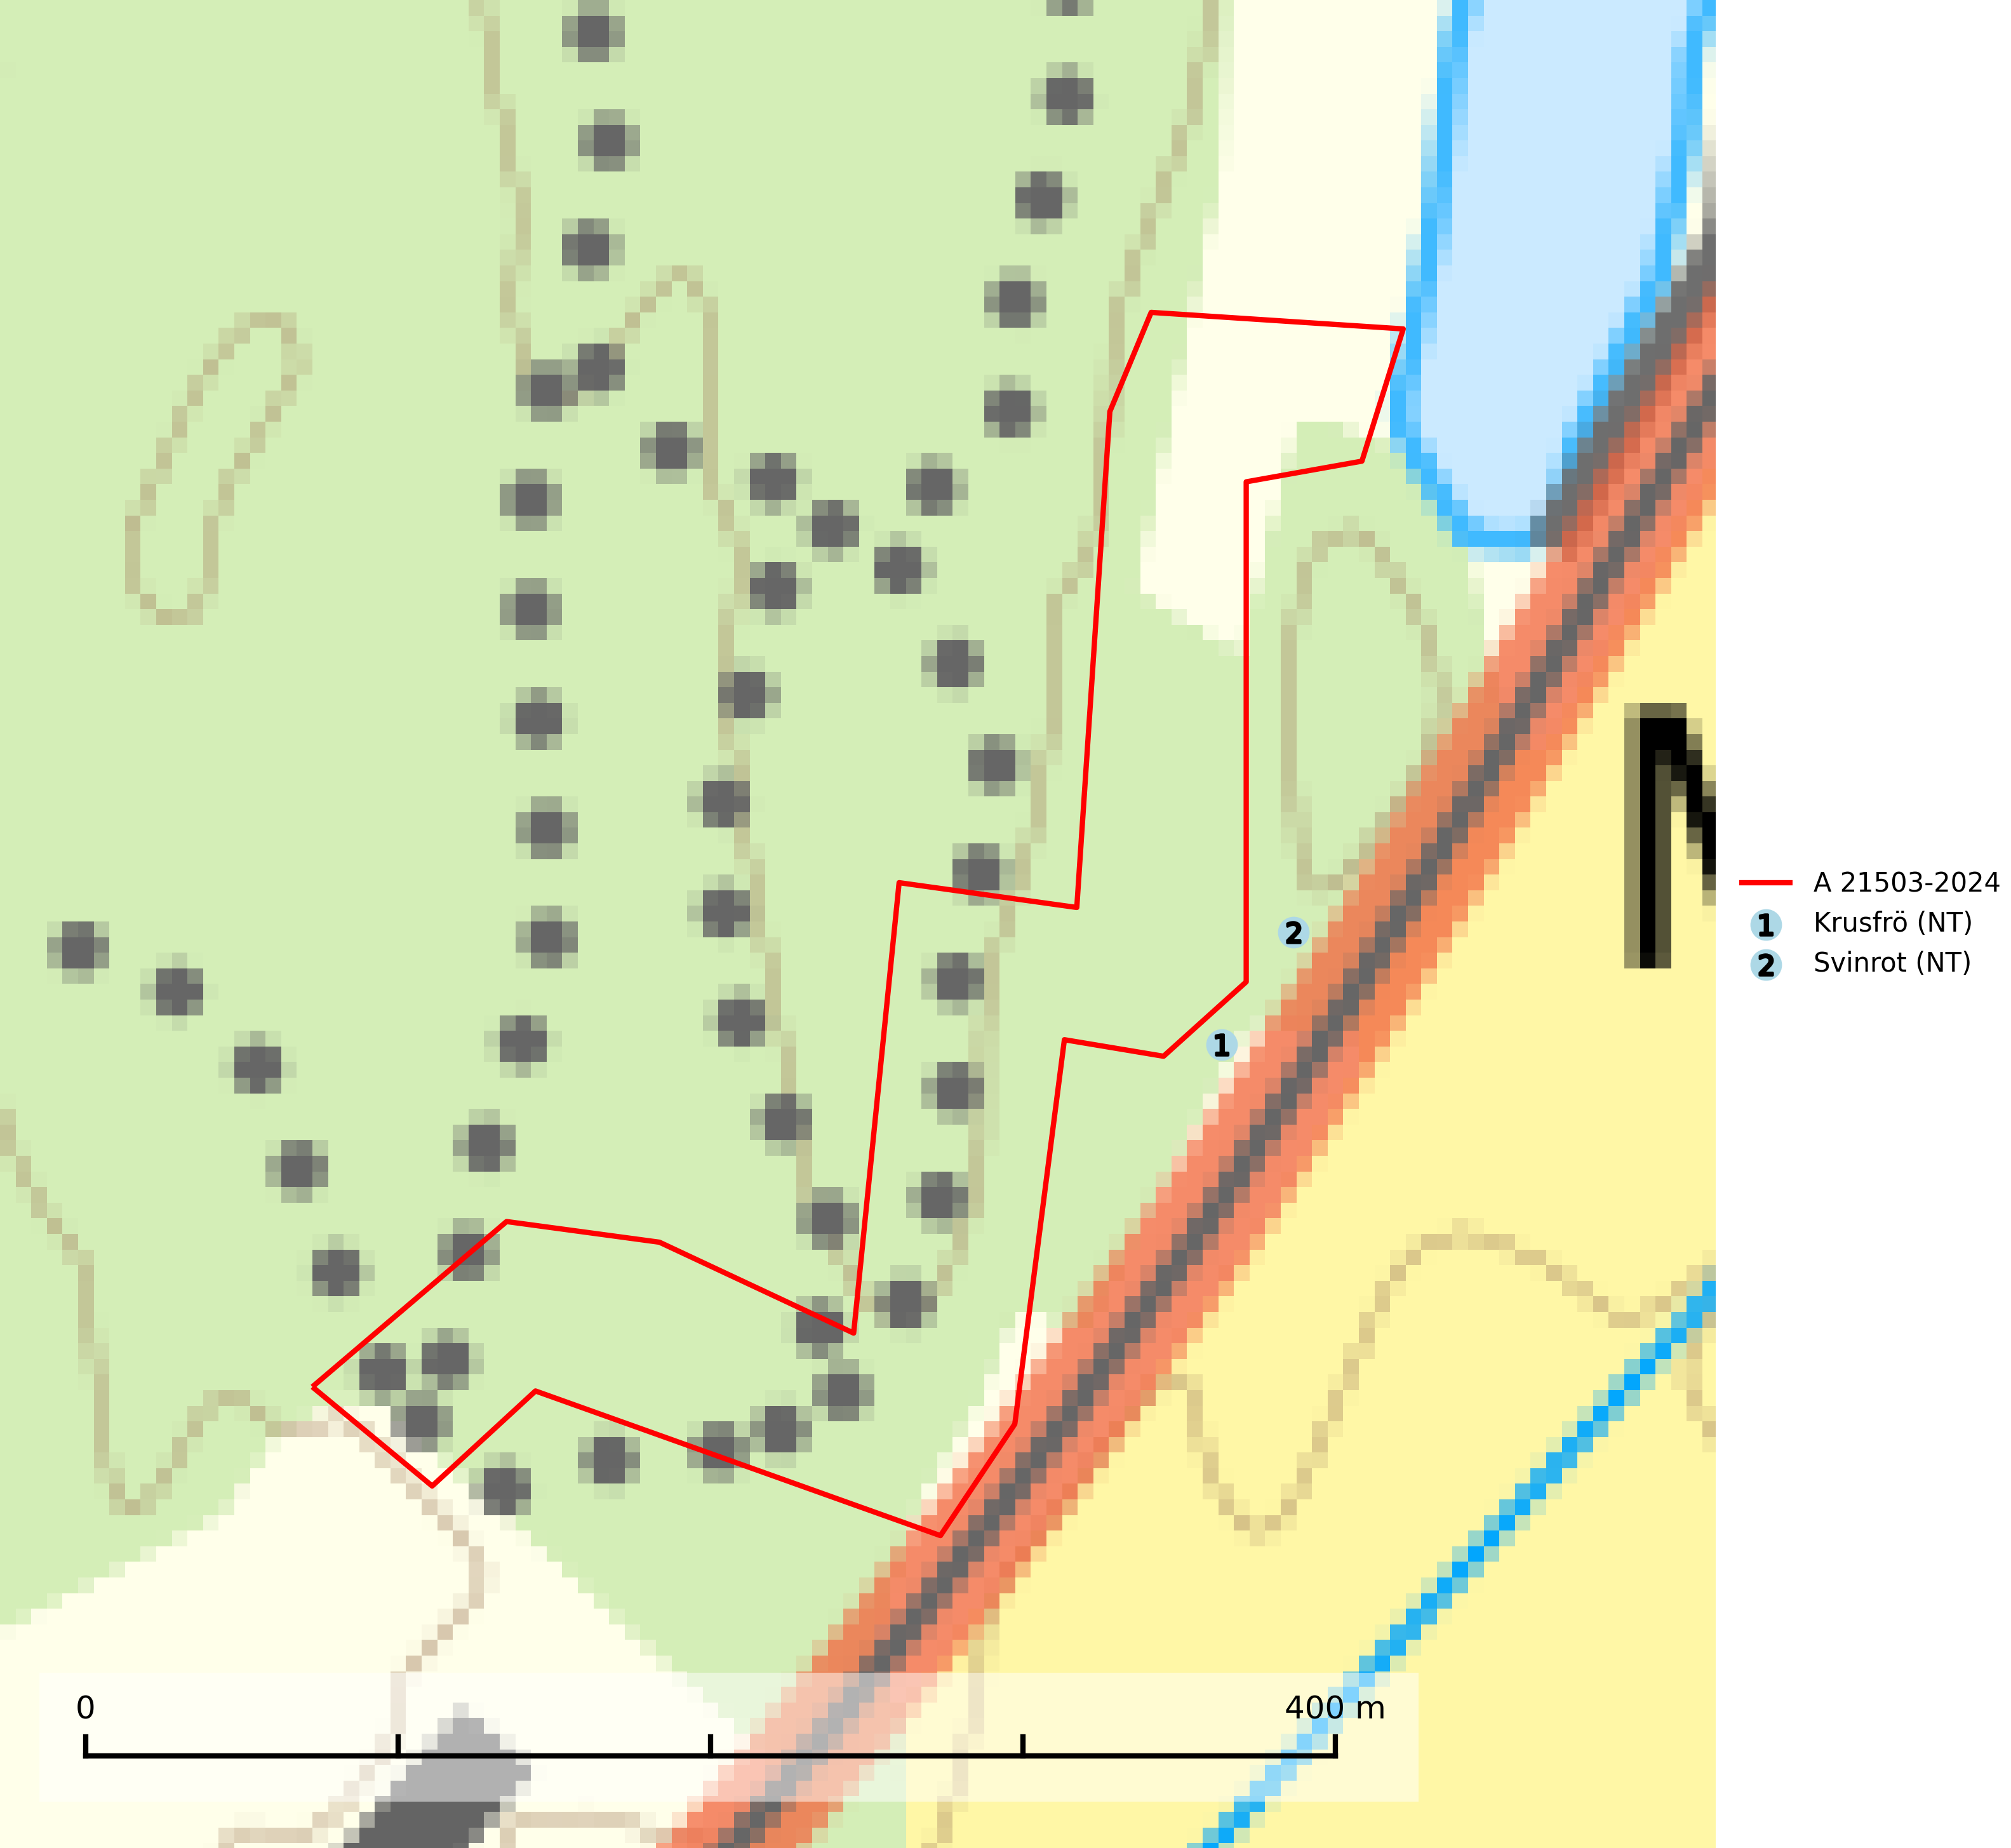 2
1
A 21503-2024
1 Krusfrö (NT)
2 Svinrot (NT)
0 400 m